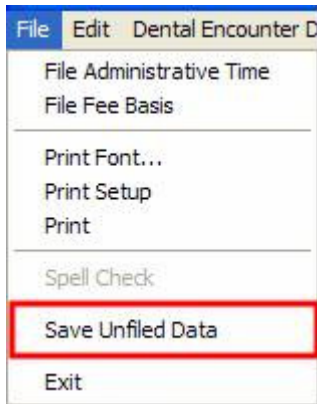 File Edit Dental Encounter D
File Administrative Time
File Fee Basis
Print Font...
Print Setup
Print
Spell Check
Save Unfiled Data
Exit